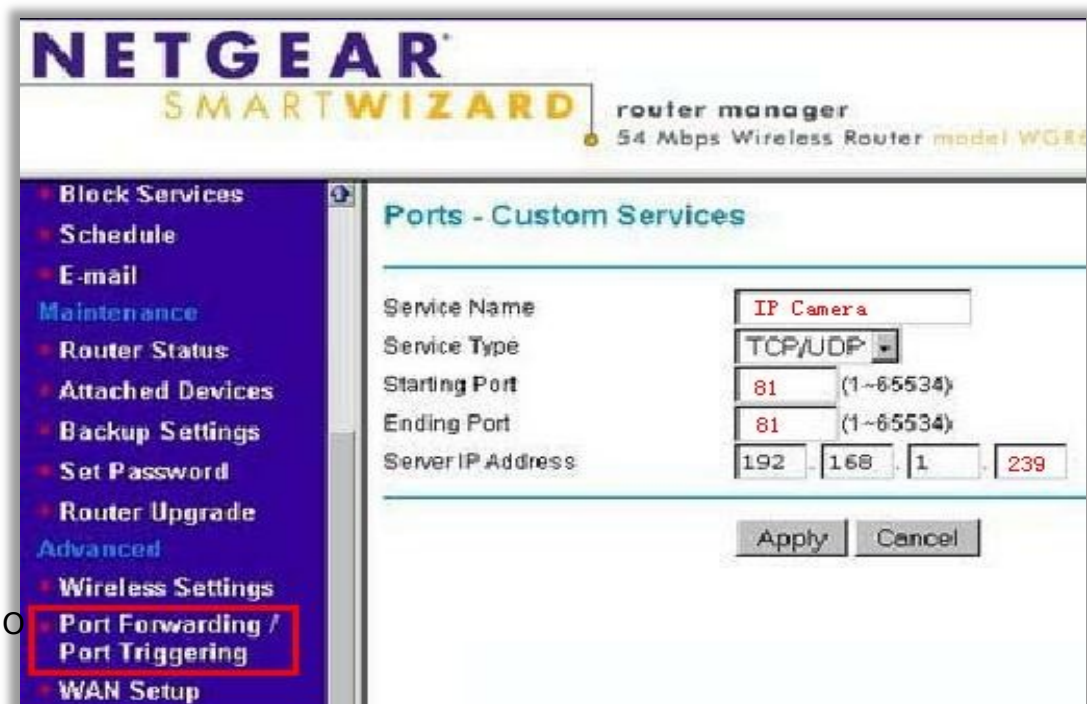 NETGEAR
SMARTWIZARD
router manager
54 Mbps Wireless Router model
Block Services
Schedule
E-mail
Maintenance
Router Status
Attached Devices
Backup Settings
Set Password
Router Upgrade
Advanced
Wireless Settings
O Port Forwarding /
Port Triggering
WAN Setup
Ports - Custom Services
Service Name IP Camera
Service Type TCP/UDP
Starting Port 81 (1~65534)
Ending Port 81 (1~65534)
Server IP Address 192 . 168 . 1 . 239
Apply Cancel